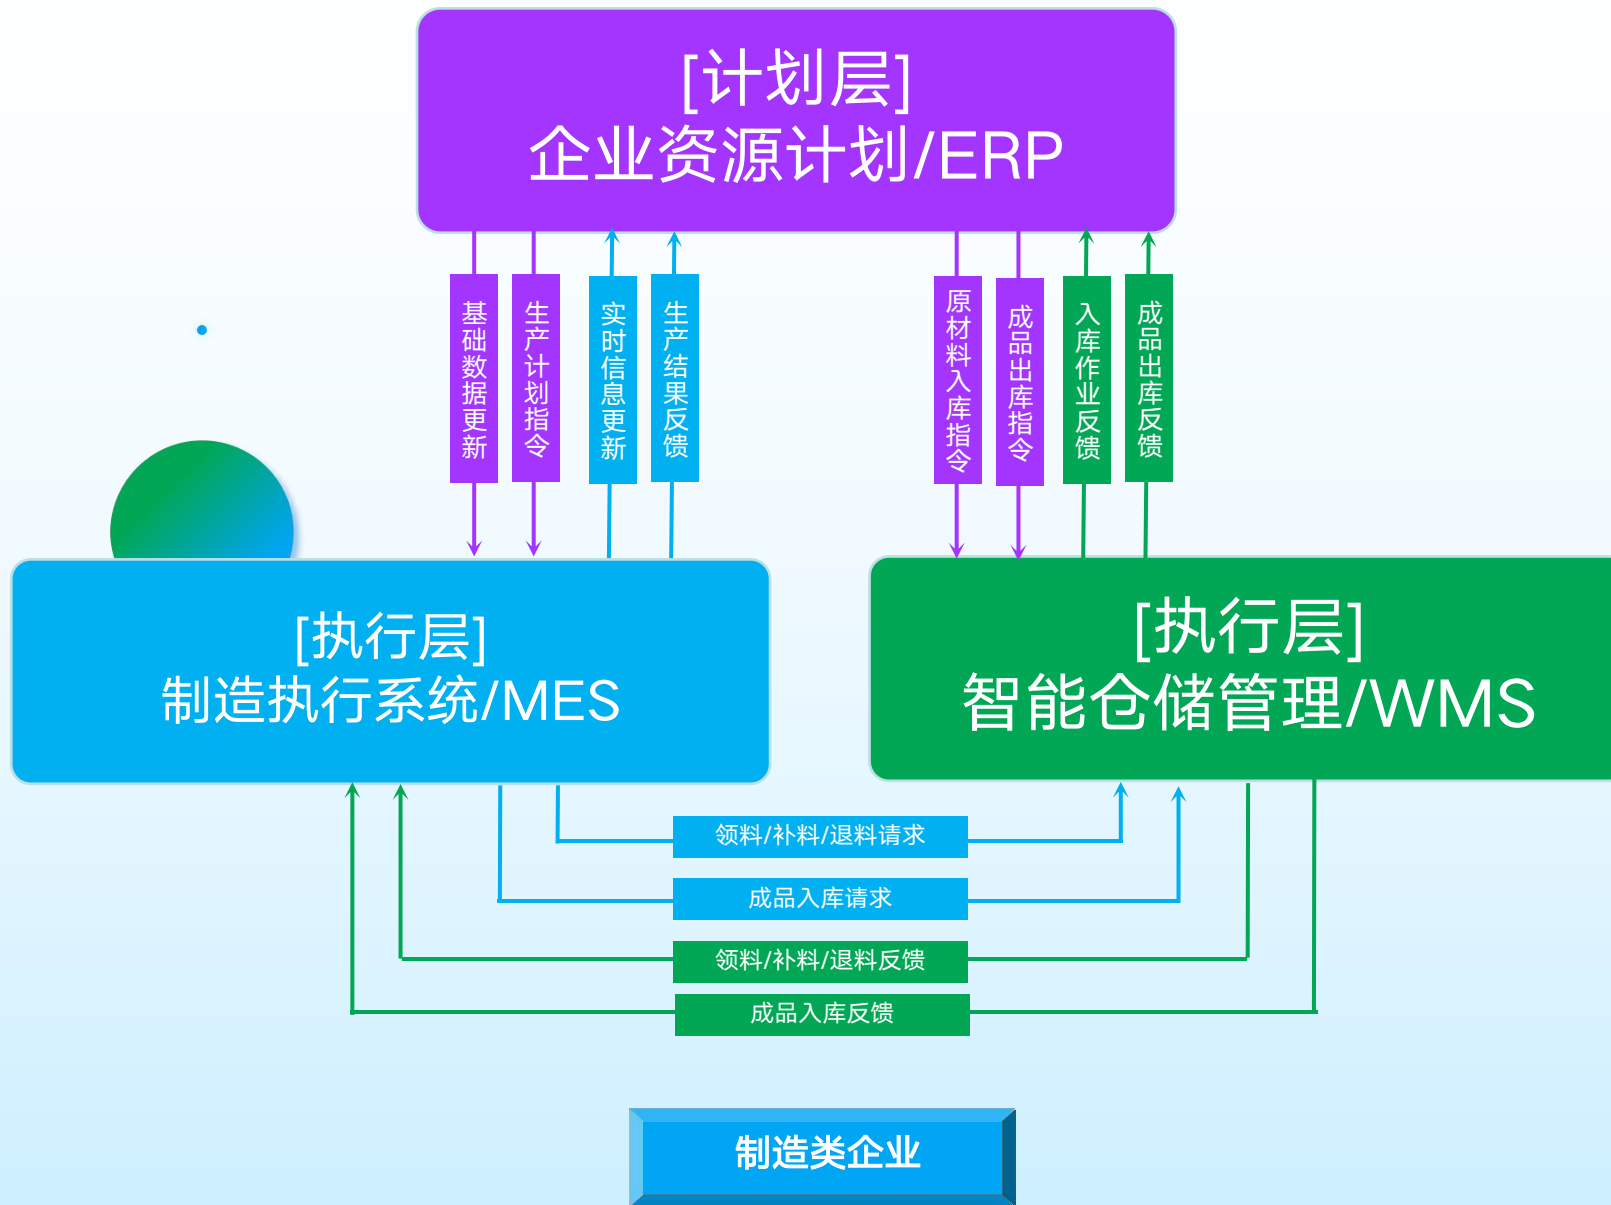 [计划层]
企业资源计划/ERP
基础数据更新
生产计划指令
实时信息更新
生产结果反馈
原材料入库指令
成品出库指令
入库作业反馈
成品出库反馈
[执行层]
制造执行系统/MES
[执行层]
智能仓储管理/WMS
领料/补料/退料请求
成品入库请求
领料/补料/退料反馈
成品入库反馈
制造类企业